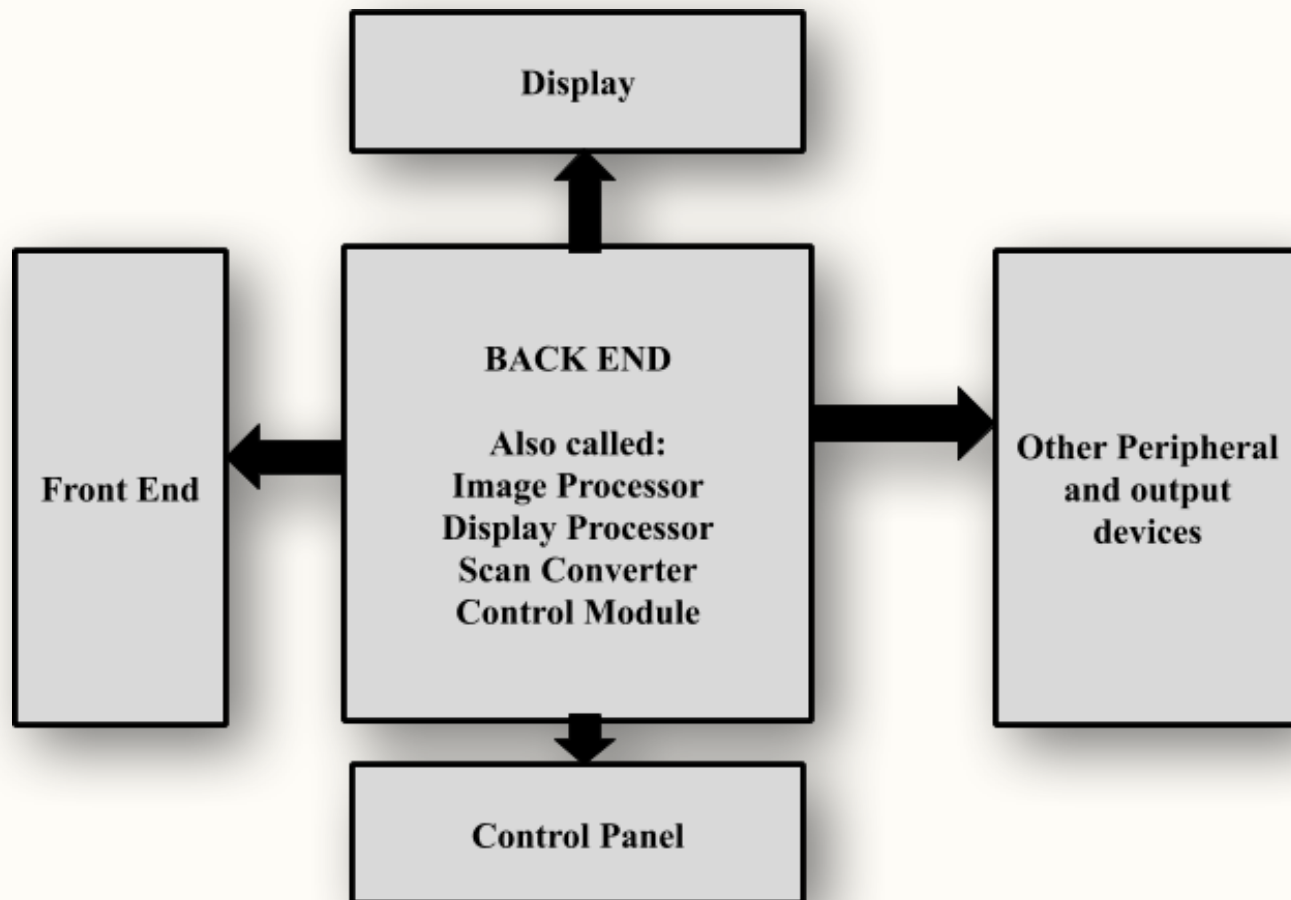 Display
Front End
BACK END
Also called:
Image Processor
Display Processor
Scan Converter
Control Module
Other Peripheral
and output
devices
Control Panel